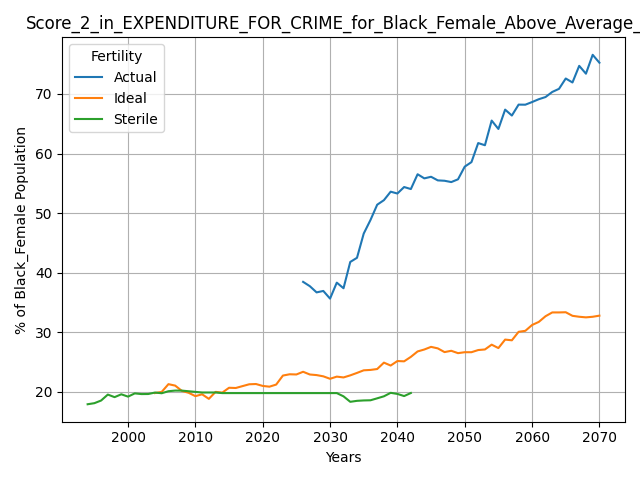 Score_2_in_EXPENDITURE_FOR_CRIME_for_Black_Female_Above_Average_
Fertility
Actual
Ideal
Sterile
% of Black_Female Population
70
60
50
40
30
20
2000 2010 2020 2030 2040 2050 2060 2070
Years